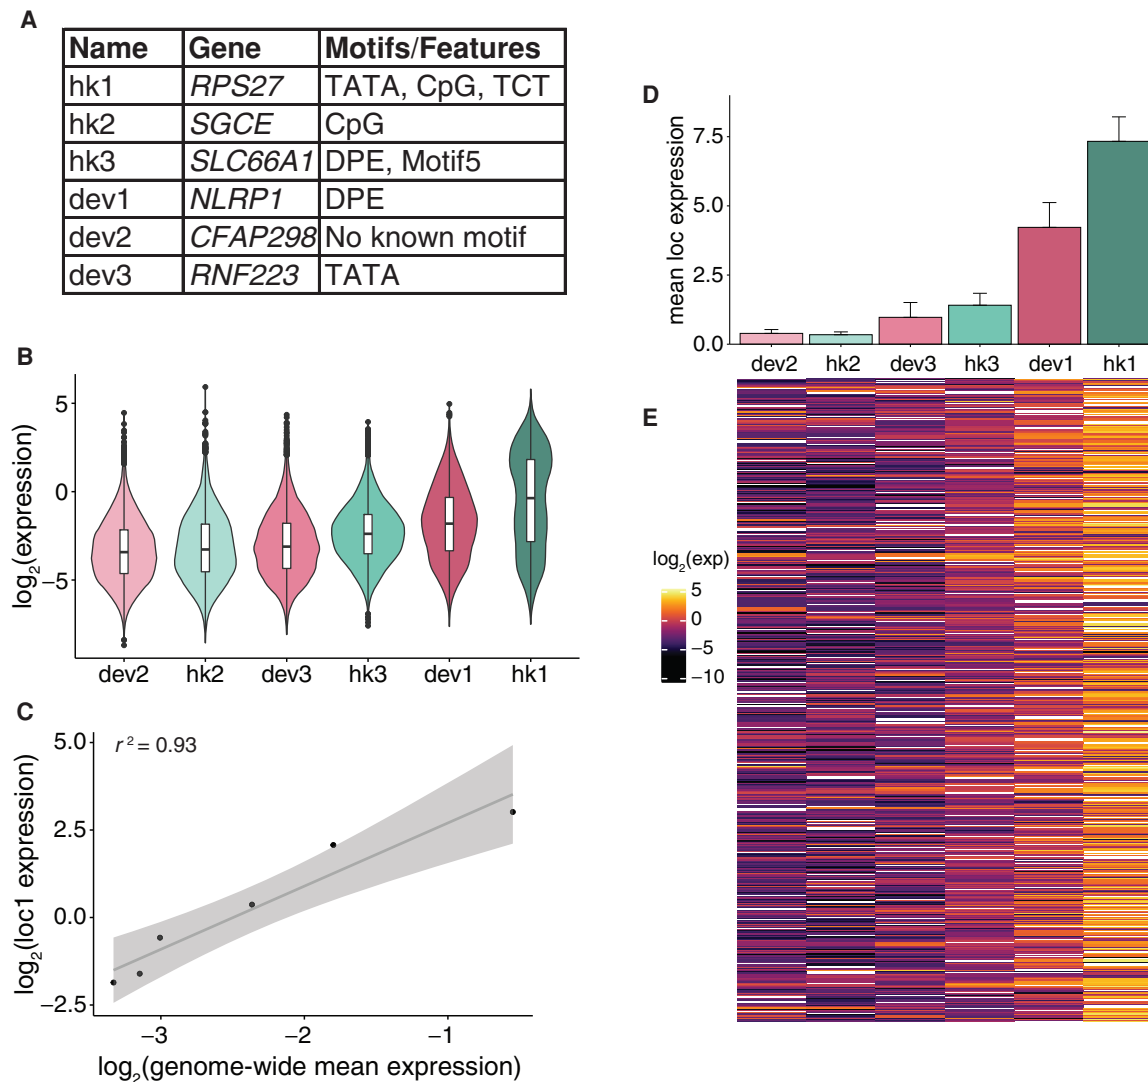 A
Name Gene Motifs/Features
hk1 RPS27 TATA, CpG, TCT
hk2 SGCE CpG
hk3 SLC66A1 DPE, Motif5
dev1 NLRP1 DPE
dev2 CFAP298 No known motif
dev3 RNF223 TATA
B
log2(expression)
5
0
−5
dev2 hk2 dev3 hk3 dev1 hk1
C
log2(loc1 expression)
r2 = 0.93
5.0
2.5
0.0
−2.5
−3 −2 −1
log2(genome-wide mean expression)
D
mean loc expression
7.5
5.0
2.5
0.0
dev2 hk2 dev3 hk3 dev1 hk1
E
log2(exp)
5
0
−5
−10